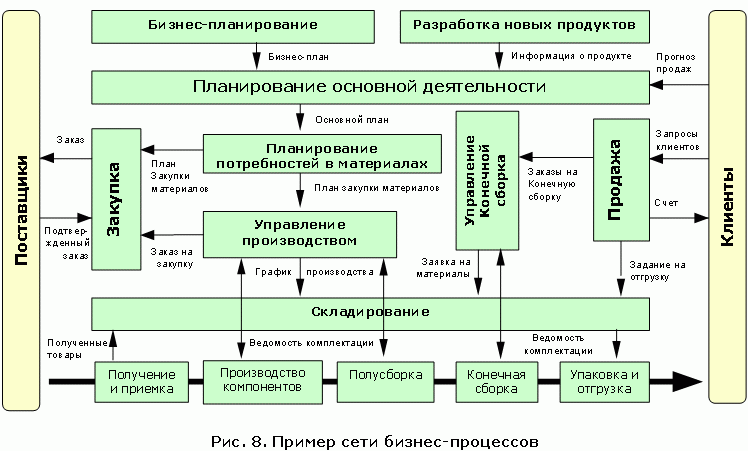 Бизнес-планирование
Разработка новых продуктов
Бизнес-план
Информация о продукте
Прогноз
продаж
Планирование основной деятельности
Основной план
Поставщики
Клиенты
Заказ
Закупка
План
Закупки
материалов
Планирование
потребностей в материалах
Управление
Конечной
сборка
Заказы на
Конечную
сборку
Продажа
Запросы
клиентов
План закупки материалов
Счет
Подтвер-
жденный
заказ
Заказ на
закупку
Управление
производством
График производства
Заявка на
материалы
Задание на
отгрузку
Складирование
Полученные
товары
Ведомость комплектации
Ведомость
комплектации
Получение
и приемка
Производство
компонентов
Полусборка
Конечная
сборка
Упаковка и
отгрузка
Рис. 8. Пример сети бизнес-процессов